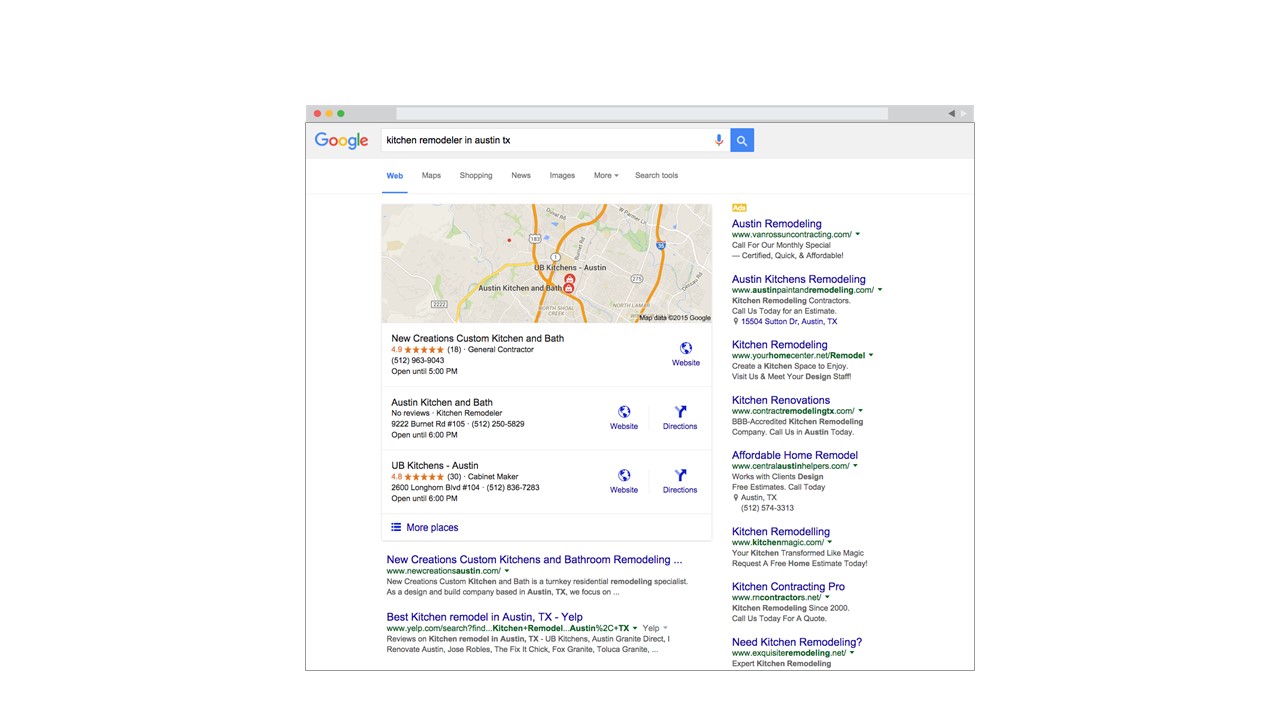 Google
kitchen remodeler in austin tx
Web Maps Shopping News Images More Search tools
Duval Rd
W Parmer Ln
183
35
1
Burnet Rd
UB Kitchens - Austin
275
Austin Kitchen and Bath
2222
NORTH SHOAL
CREEK
NORTH LAMAR
Dessau Rd
Map data ©2015 Google
New Creations Custom Kitchen and Bath
4.9 ★★★★★ (18) · General Contractor
(512) 963-9043
Open until 5:00 PM
Website
Austin Kitchen and Bath
No reviews · Kitchen Remodeler
9222 Burnet Rd #105 · (512) 250-5829
Open until 6:00 PM
Website
Directions
UB Kitchens - Austin
4.8 ★★★★★ (30) · Cabinet Maker
2600 Longhorn Blvd #104 · (512) 836-7283
Open until 6:00 PM
Website
Directions
More places
New Creations Custom Kitchens and Bathroom Remodeling ...
www.newcreationsaustin.com/
New Creations Custom Kitchen and Bath is a turnkey residential remodeling specialist.
As a design and build company based in Austin, TX, we focus on ...
Best Kitchen remodel in Austin, TX - Yelp
www.yelp.com/search?find...Kitchen+Remodel...Austin%2C+TX Yelp
Reviews on Kitchen remodel in Austin, TX - UB Kitchens, Austin Granite Direct, I
Renovate Austin, Jose Robles, The Fix It Chick, Fox Granite, Toluca Granite, ...
Ads
Austin Remodeling
www.vanrossuncontracting.com/
Call For Our Monthly Special
— Certified, Quick, & Affordable!
Austin Kitchens Remodeling
www.austinpaintandremodeling.com/
Kitchen Remodeling Contractors.
Call Us Today for an Estimate.
15504 Sutton Dr, Austin, TX
Kitchen Remodeling
www.yourhomecenter.net/Remodel
Create a Kitchen Space to Enjoy.
Visit Us & Meet Your Design Staff!
Kitchen Renovations
www.contractremodelingtx.com/
BBB-Accredited Kitchen Remodeling
Company. Call Us in Austin Today.
Affordable Home Remodel
www.centralaustinhelpers.com/
Works with Clients Design
Free Estimates. Call Today
Austin, TX
(512) 574-3313
Kitchen Remodelling
www.kitchenmagic.com/
Your Kitchen Transformed Like Magic
Request A Free Home Estimate Today!
Kitchen Contracting Pro
www.rncontractors.net/
Kitchen Remodeling Since 2000.
Call Us Today For A Quote.
Need Kitchen Remodeling?
www.exquisiteremodeling.net/
Expert Kitchen Remodeling